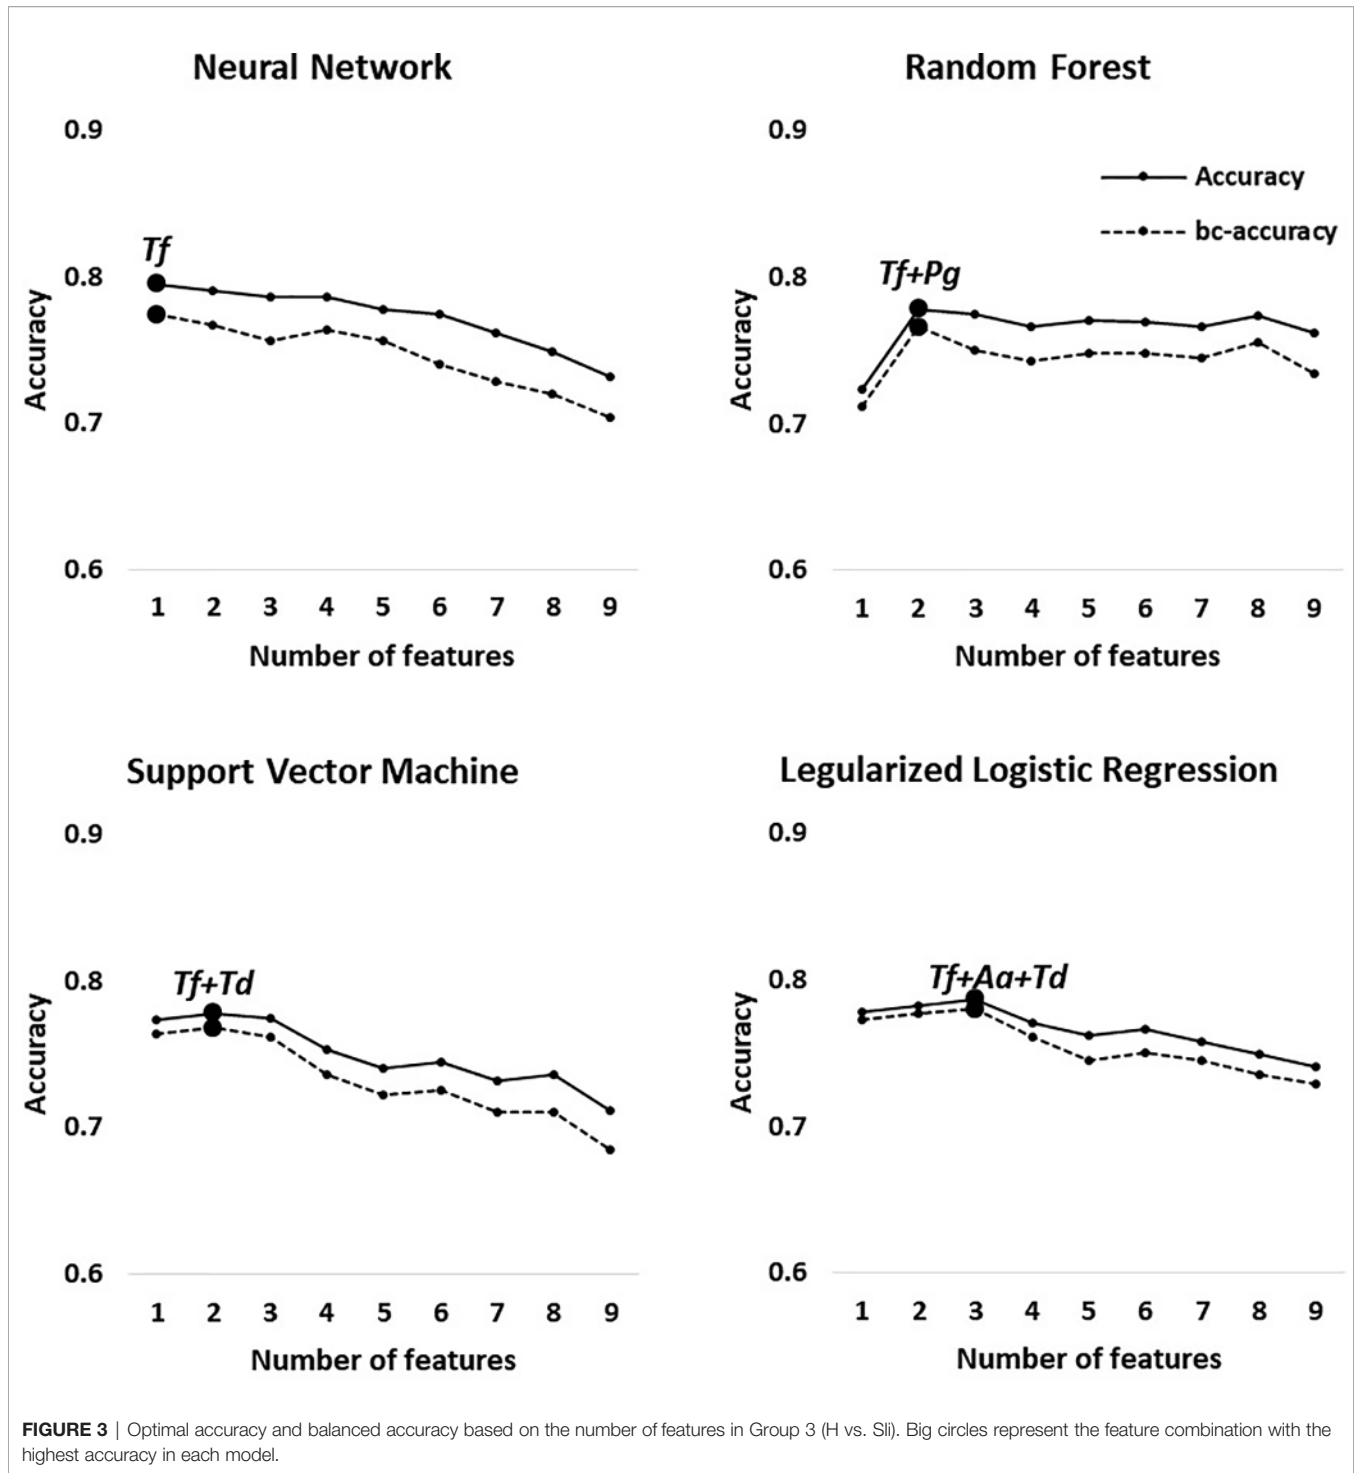 Neural Network
0.9
0.8
0.7
0.6
Accuracy
Tf
1 2 3 4 5 6 7 8 9
Number of features
Random Forest
0.9
0.8
0.7
0.6
Accuracy
Accuracy
bc-accuracy
Tf+Pg
1 2 3 4 5 6 7 8 9
Number of features
Support Vector Machine
0.9
0.8
0.7
0.6
Accuracy
Tf+Td
1 2 3 4 5 6 7 8 9
Number of features
Legularized Logistic Regression
0.9
0.8
0.7
0.6
Accuracy
Tf+Aa+Td
1 2 3 4 5 6 7 8 9
Number of features
FIGURE 3 | Optimal accuracy and balanced accuracy based on the number of features in Group 3 (H vs. Sli). Big circles represent the feature combination with the
highest accuracy in each model.